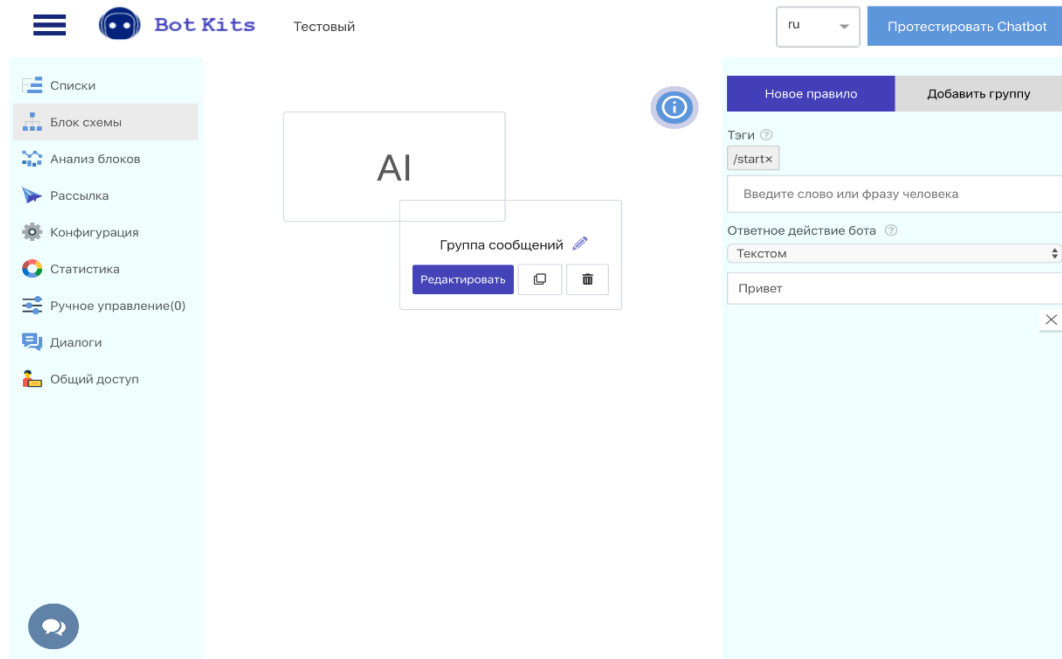 Bot Kits
Тестовый
ru
Протестировать Chatbot
Списки
Блок схемы
Анализ блоков
Рассылка
Конфигурация
Статистика
Ручное управление(0)
Диалоги
Общий доступ
AI
Группа сообщений
Редактировать
Новое правило
Добавить группу
Тэги
/start×
Введите слово или фразу человека
Ответное действие бота
Текстом
Привет